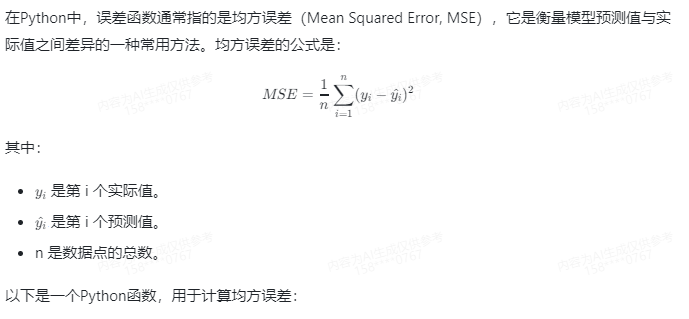 在Python中，误差函数通常指的是均方误差（Mean Squared Error, MSE），它是衡量模型预测值与实
际值之间差异的一种常用方法。均方误差的公式是：
$MSE = \frac{1}{n} \sum_{i=1}^{n} (y_i - \hat{y_i})^2$
其中：
• $y_i$ 是第 i 个实际值。
• $\hat{y_i}$ 是第 i 个预测值。
• n 是数据点的总数。
以下是一个Python函数，用于计算均方误差：